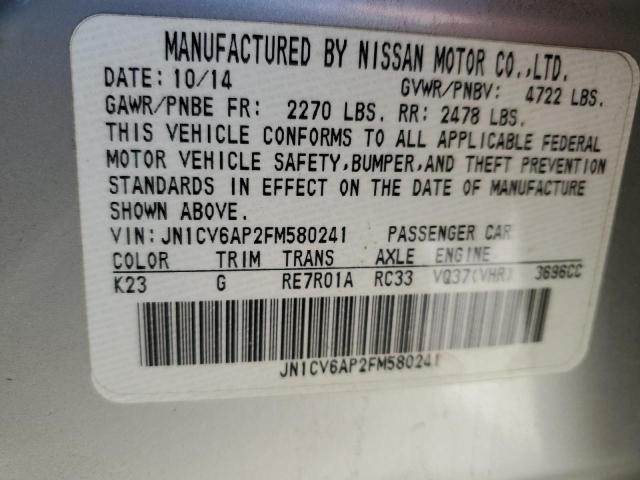 MANUFACTURED BY NISSAN MOTOR CO.,LTD.
DATE: 10/14 GVWR/PNBV: 4722 LBS.
GAWR/PNBE FR: 2270 LBS. RR: 2478 LBS.
THIS VEHICLE CONFORMS TO ALL APPLICABLE FEDERAL
MOTOR VEHICLE SAFETY,BUMPER,AND THEFT PREVENTION
STANDARDS IN EFFECT ON THE DATE OF MANUFACTURE
SHOWN ABOVE.
VIN:JN1CV6AP2FM580241 PASSENGER CAR
COLOR TRIM TRANS AXLE ENGINE
K23 G RE7R01A RC33 VQ37(VHR) 3696CC
JN1CV6AP2FM580241